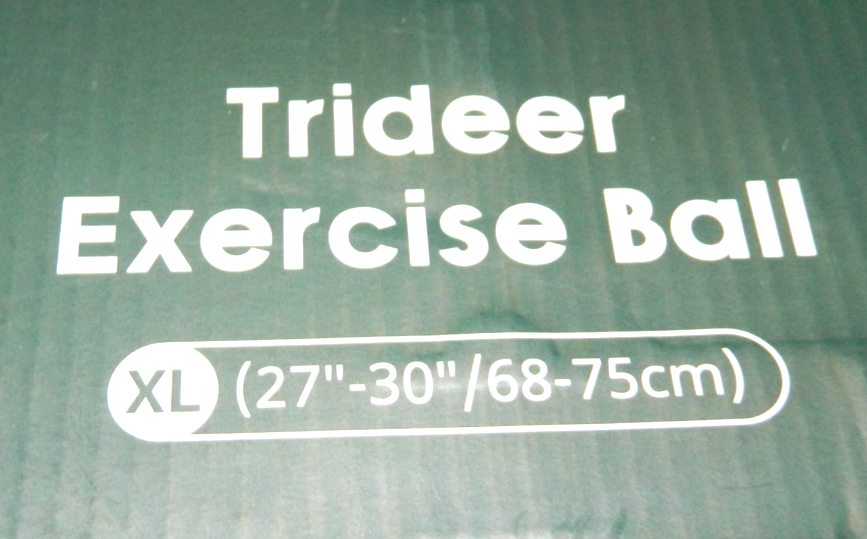 Trideer
Exercise Ball
XL (27"-30"/68-75cm)